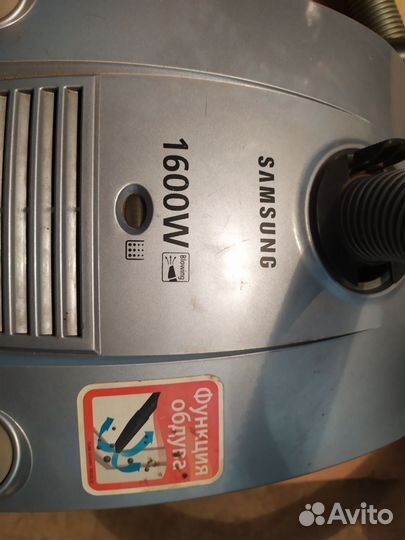 SAMSUNG
1600W
Blowing
Функция
обдува
Avito